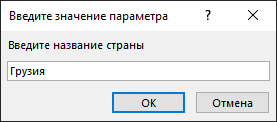 Введите значение параметра ? ×
Введите название страны
Грузия
ОК Отмена